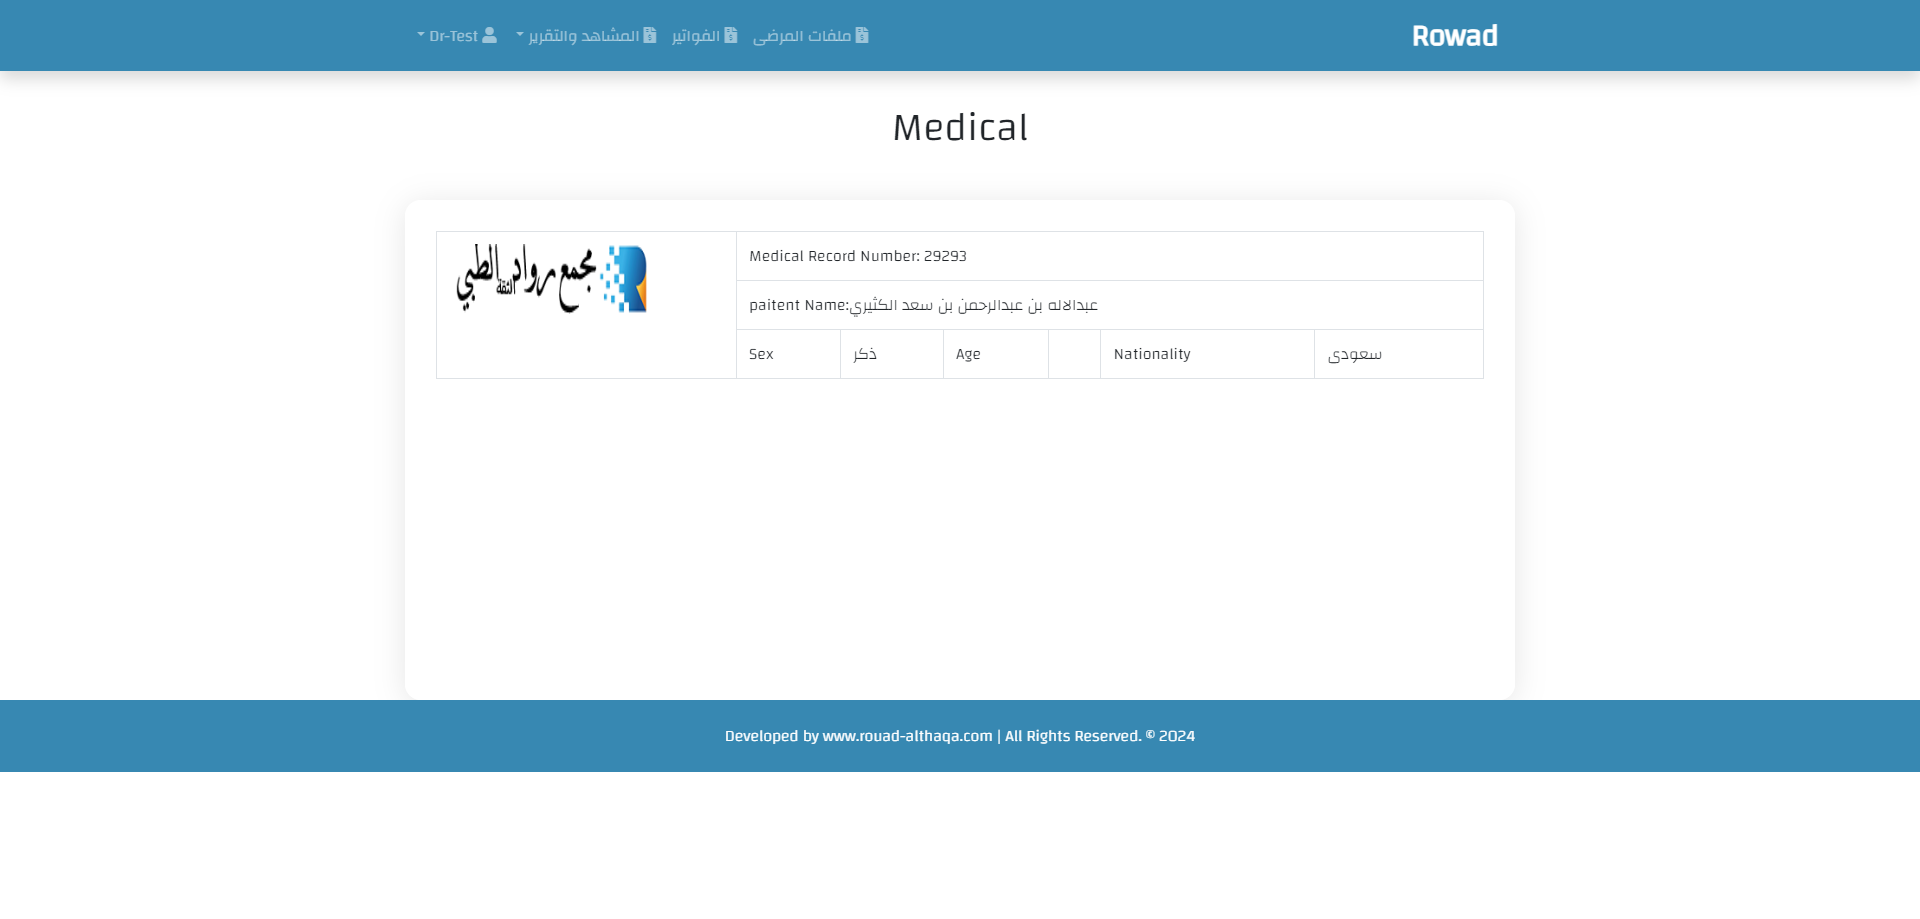 Rowad
ملفات المرضى
الفواتير
المشاهد والتقرير
Dr-Test
Medical
مجمع رواد الثقة الطبي
Medical Record Number: 29293
paitent Name:عبدالاله بن عبدالرحمن بن سعد الكثيري
Sex ذكر Age Nationality سعودى
Developed by www.rouad-althaqa.com | All Rights Reserved. © 2024